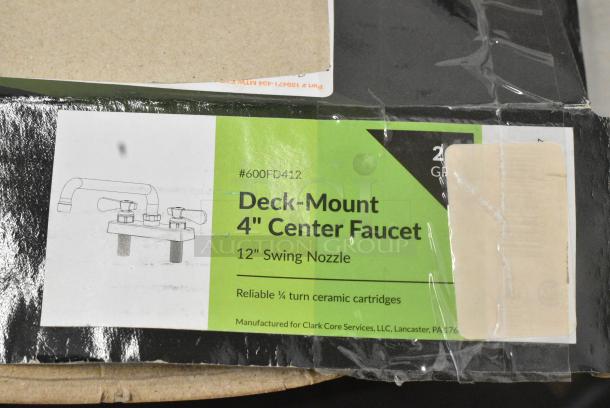 #600FD412
Deck-Mount
4" Center Faucet
12" Swing Nozzle
Reliable ¼ turn ceramic cartridges
Manufactured for Clark Core Services, LLC, Lancaster,
AUCTION GROUP